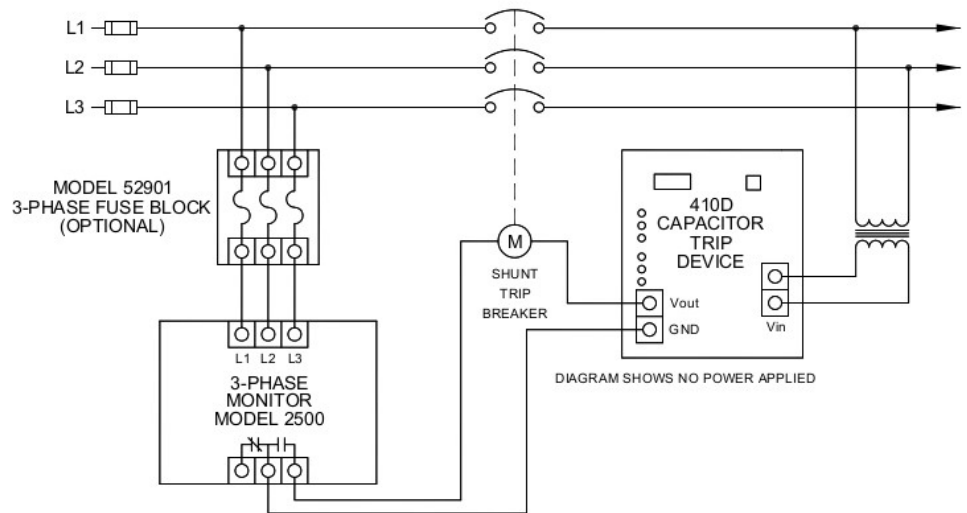 L1
L2
L3
MODEL 52901
3-PHASE FUSE BLOCK
(OPTIONAL)
L1 L2 L3
3-PHASE
MONITOR
MODEL 2500
M
SHUNT
TRIP
BREAKER
410D
CAPACITOR
TRIP
DEVICE
Vout
GND
Vin
DIAGRAM SHOWS NO POWER APPLIED